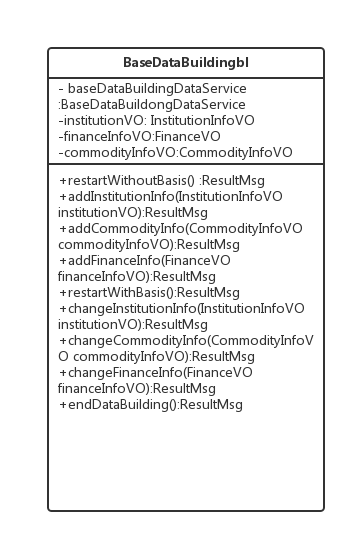 BaseDataBuildingbl
- baseDataBuildingDataService
:BaseDataBuildongDataService
-institutionVO: InstitutionInfoVO
-financeInfoVO:FinanceVO
-commodityInfoVO:CommodityInfoVO
+restartWithoutBasis() :ResultMsg
+addInstitutionInfo(InstitutionInfoVO
institutionVO):ResultMsg
+addCommodityInfo(CommodityInfoVO
commodityInfoVO):ResultMsg
+addFinanceInfo(FinanceVO
financeInfoVO):ResultMsg
+restartWithBasis():ResultMsg
+changeInstitutionInfo(InstitutionInfoVO
institutionVO):ResultMsg
+changeCommodityInfo(CommodityInfoV
O commodityInfoVO):ResultMsg
+changeFinanceInfo(FinanceVO
financeInfoVO):ResultMsg
+endDataBuilding():ResultMsg